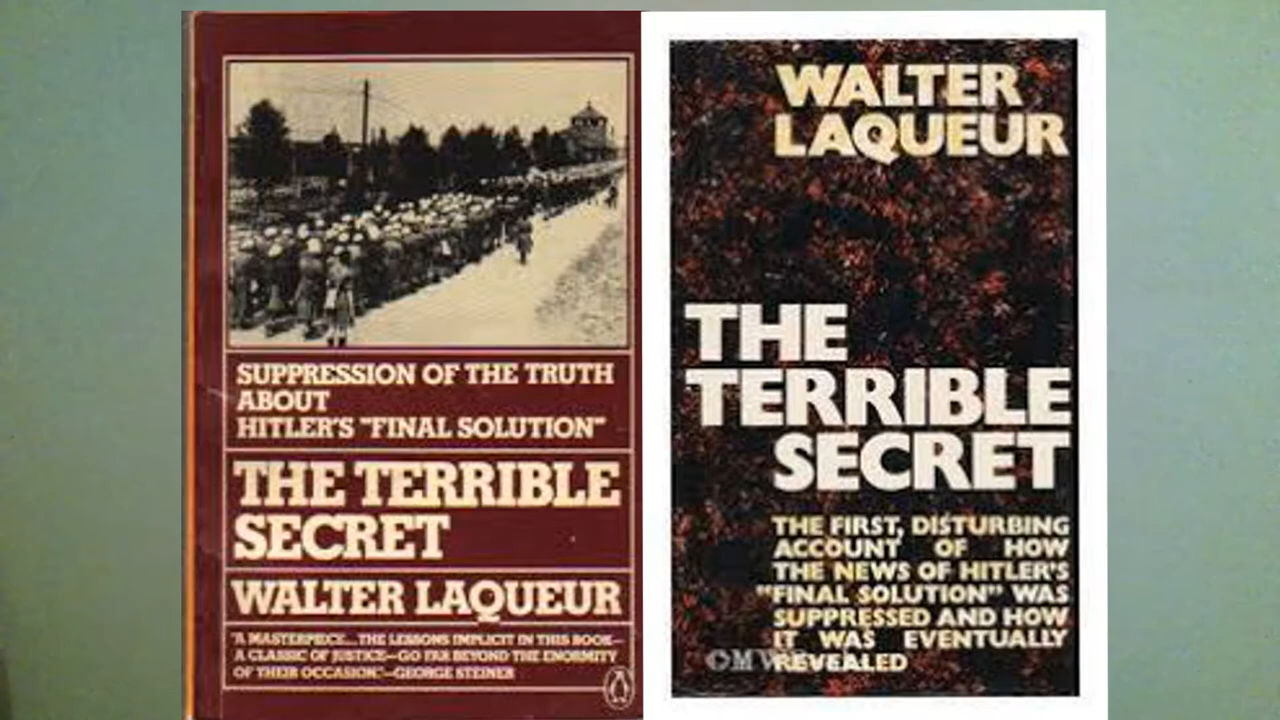 SUPPRESSION OF THE TRUTH
ABOUT
HITLER'S "FINAL SOLUTION"
THE TERRIBLE
SECRET
WALTER LAQUEUR
"A MASTERPIECE...THE LESSONS IMPLICIT IN THIS BOOK—
A CLASSIC OF JUSTICE—GO FAR BEYOND THE ENORMITY
OF THEIR OCCASION."—GEORGE STEINER
WALTER
LAQUEUR
THE
TERRIBLE
SECRET
THE FIRST, DISTURBING
ACCOUNT OF HOW
THE NEWS OF HITLER'S
"FINAL SOLUTION" WAS
SUPPRESSED AND HOW
IT WAS EVENTUALLY
REVEALED